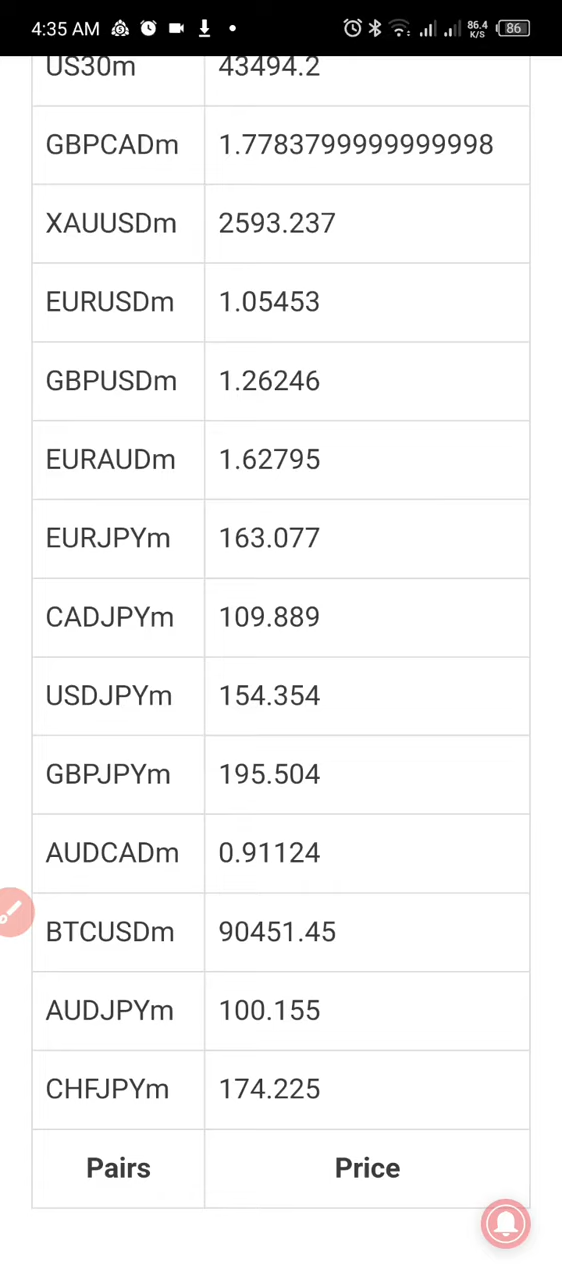 4:35 AM 86.4 K/S 86
US30m 43494.2
GBPCADm 1.7783799999999998
XAUUSDm 2593.237
EURUSDm 1.05453
GBPUSDm 1.26246
EURAUDm 1.62795
EURJPYm 163.077
CADJPYm 109.889
USDJPYm 154.354
GBPJPYm 195.504
AUDCADm 0.91124
BTCUSDm 90451.45
AUDJPYm 100.155
CHFJPYm 174.225
Pairs Price